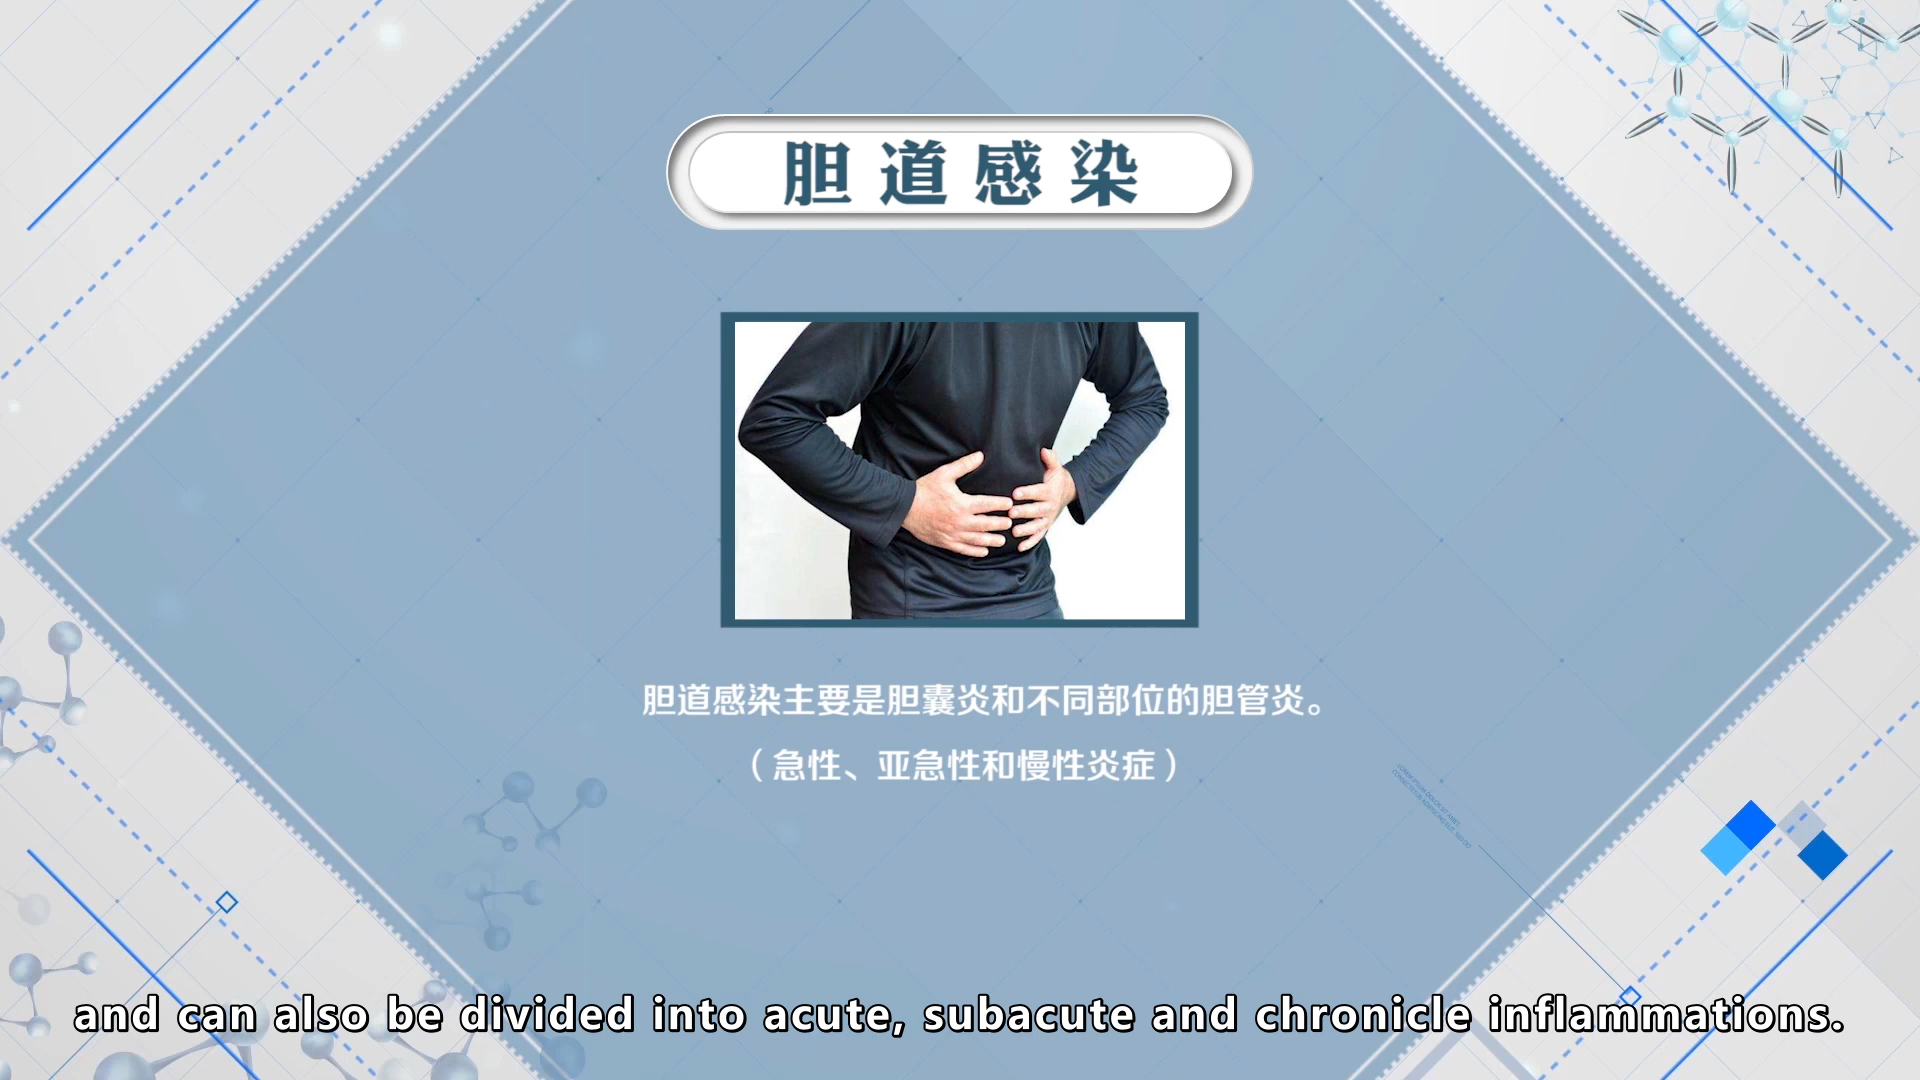 胆道感染
胆道感染主要是胆囊炎和不同部位的胆管炎。
（急性、亚急性和慢性炎症）
and can also be divided into acute, subacute and chronicle inflammations.